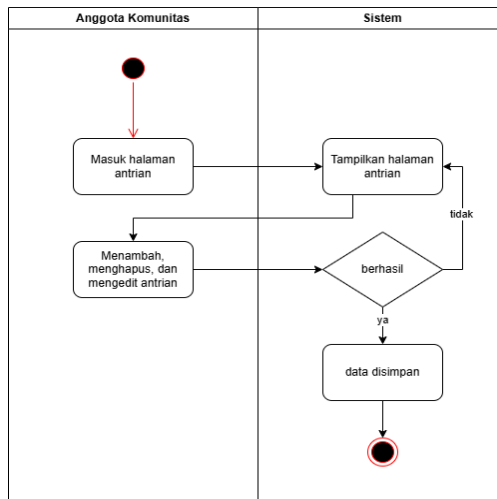 Anggota Komunitas
Sistem
Masuk halaman
antrian
Tampilkan halaman
antrian
tidak
Menambah,
menghapus, dan
mengedit antrian
berhasil
ya
data disimpan